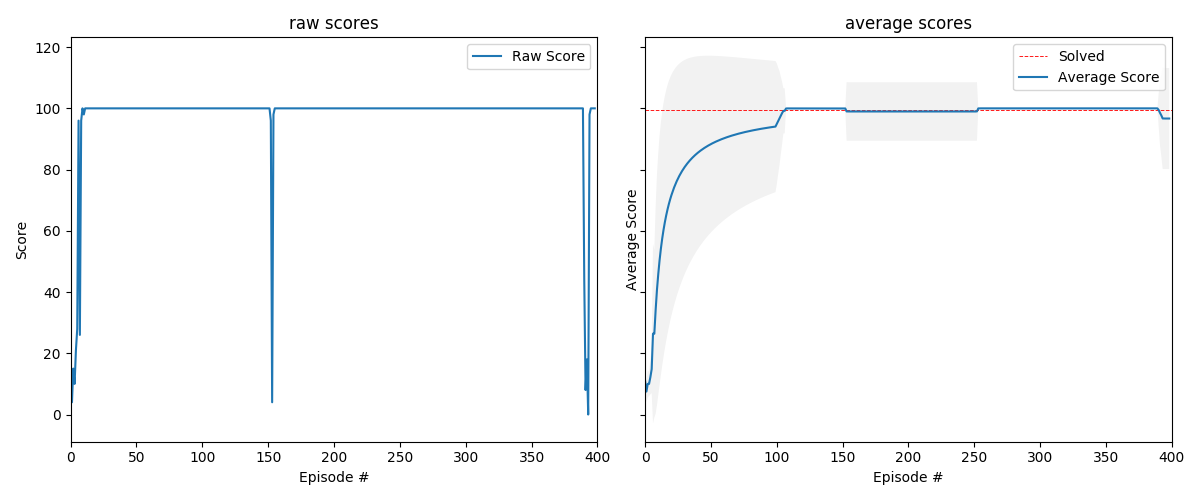 raw scores
120
100
80
60
40
20
0
Score
Raw Score
0 50 100 150 200 250 300 350 400
Episode #
average scores
Solved
Average Score
Average Score
0 50 100 150 200 250 300 350 400
Episode #